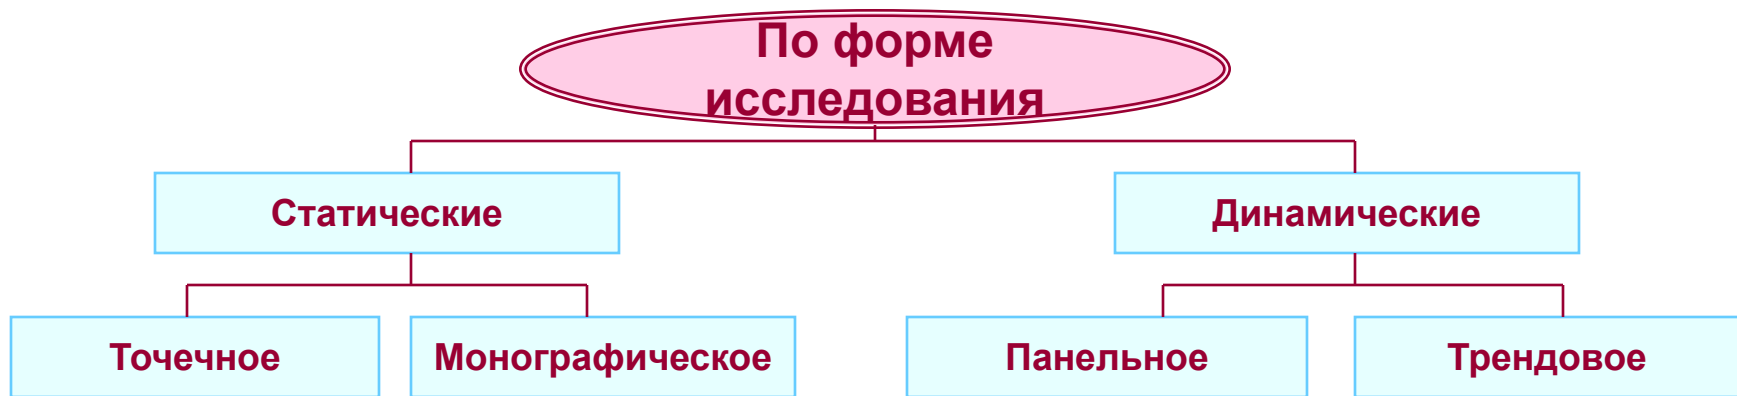 По форме
исследования
Статические
Динамические
Точечное
Монографическое
Панельное
Трендовое